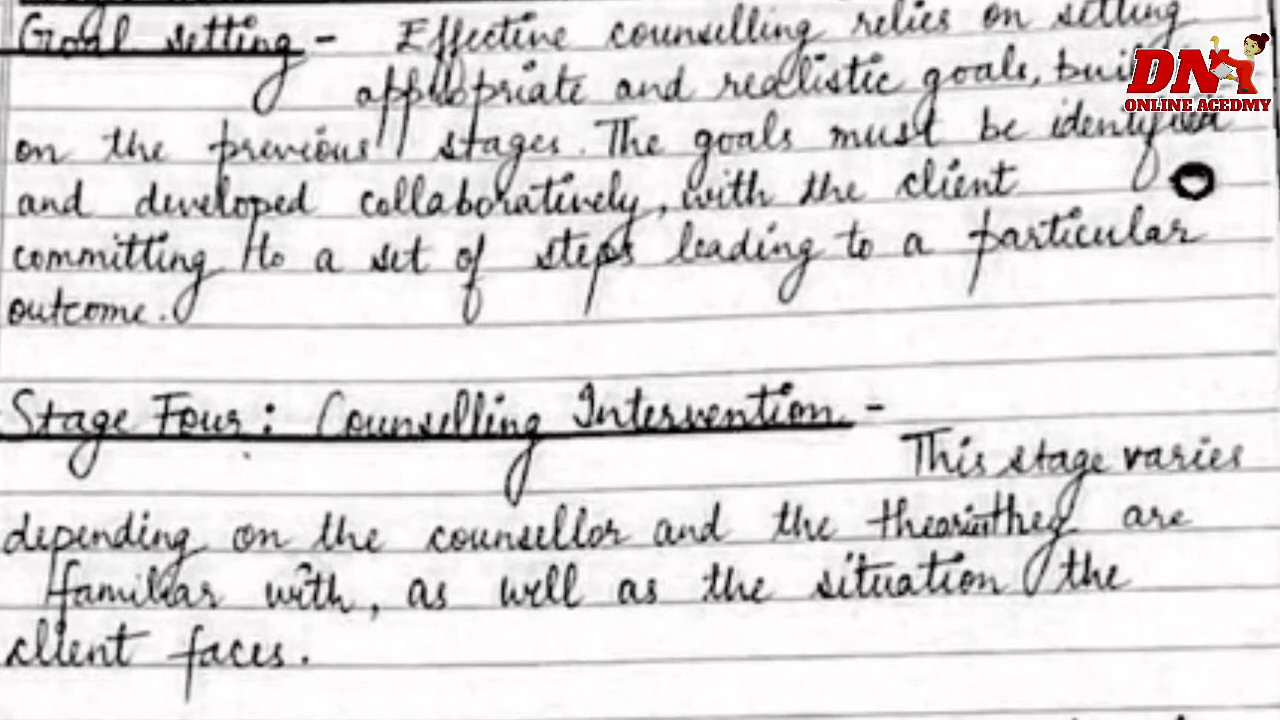 Goal setting - Effective counselling relies on setting
appropriate and realistic goals, buil
on the previous stages. The goals must be identified
and developed collaboratively, with the client
committing to a set of steps leading to a particular
outcome.
Stage Four: Counselling Intervention -
This stage varies
depending on the counsellor and the theories they are
familiar with, as well as the situation the
client faces.
DNA
ONLINE ACEDMY